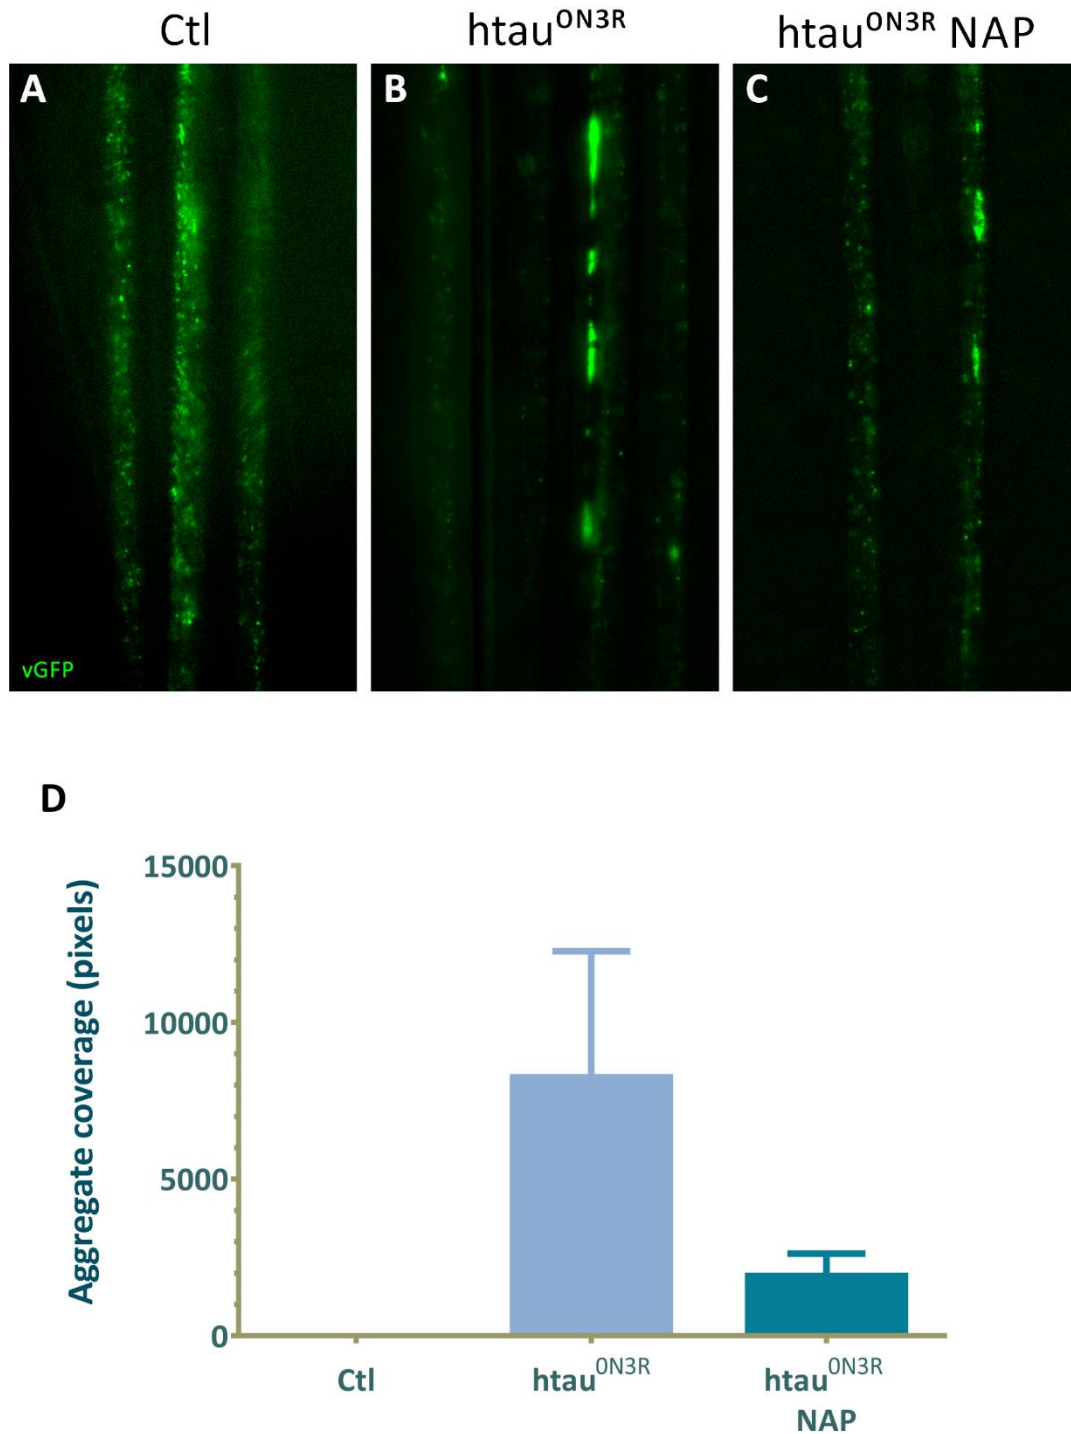 Ctl
htau⁰ᴺ³ᴿ
htau⁰ᴺ³ᴿ NAP
A
B
C
vGFP
D
Aggregate coverage (pixels)
15000
10000
5000
0
Ctl
htau⁰ᴺ³ᴿ
htau⁰ᴺ³ᴿ
NAP